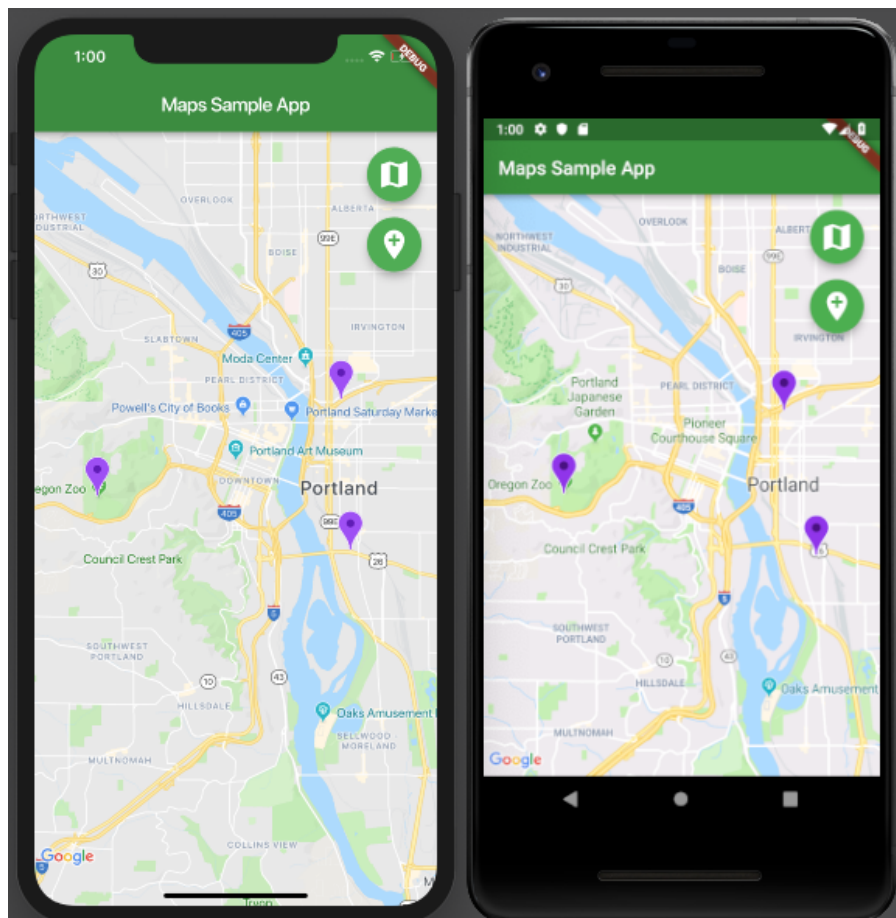 1:00
DEBUG
Maps Sample App
OVERLOOK
ALBERTA
NORTHWEST
INDUSTRIAL
99E
BOISE
30
IRVINGTON
405
SLABTOWN
Moda Center
PEARL DISTRICT
Powell's City of Books
Portland Saturday Marke
Portland Art Museum
DOWNTOWN
Portland
regon Zoo
405
99E
Council Crest Park
26
5
SOUTHWEST
PORTLAND
10
43
HILLSDALE
Oaks Amusement
SELLWOOD -
MORELAND
MULTNOMAH
COLLINS VIEW
Google
1:00
DEBUG
Maps Sample App
OVERLOOK
ALBERT
NORTHWEST
INDUSTRIAL
99E
BOISE
30
IRVINGTON
405
Portland
Japanese
Garden
PEARL DISTRICT
Pioneer
Courthouse Square
Oregon Zoo
Portland
405
Council Crest Park
5
SOUTHWEST
PORTLAND
10
43
HILLSDALE
Oaks Amusement
MULTNOMAH
Google